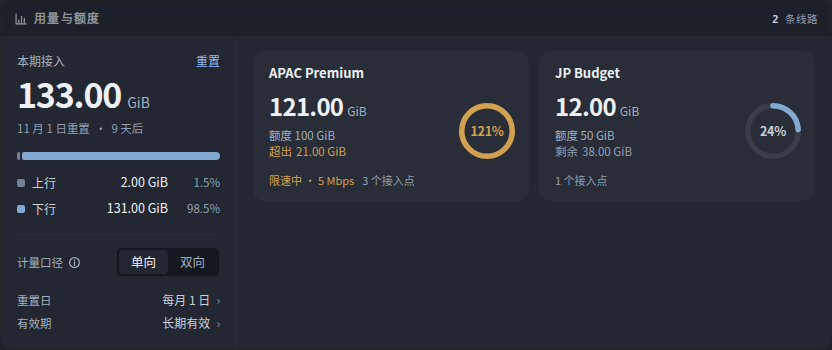 用量与额度
2 条线路
本期接入 重置
133.00 GiB
11 月 1 日重置 • 9 天后
上行 2.00 GiB 1.5%
下行 131.00 GiB 98.5%
计量口径 单向 双向
重置日 每月 1 日 ›
有效期 长期有效 ›
APAC Premium
121.00 GiB
额度 100 GiB
超出 21.00 GiB
121%
限速中 • 5 Mbps 3 个接入点
JP Budget
12.00 GiB
额度 50 GiB
剩余 38.00 GiB
24%
1 个接入点